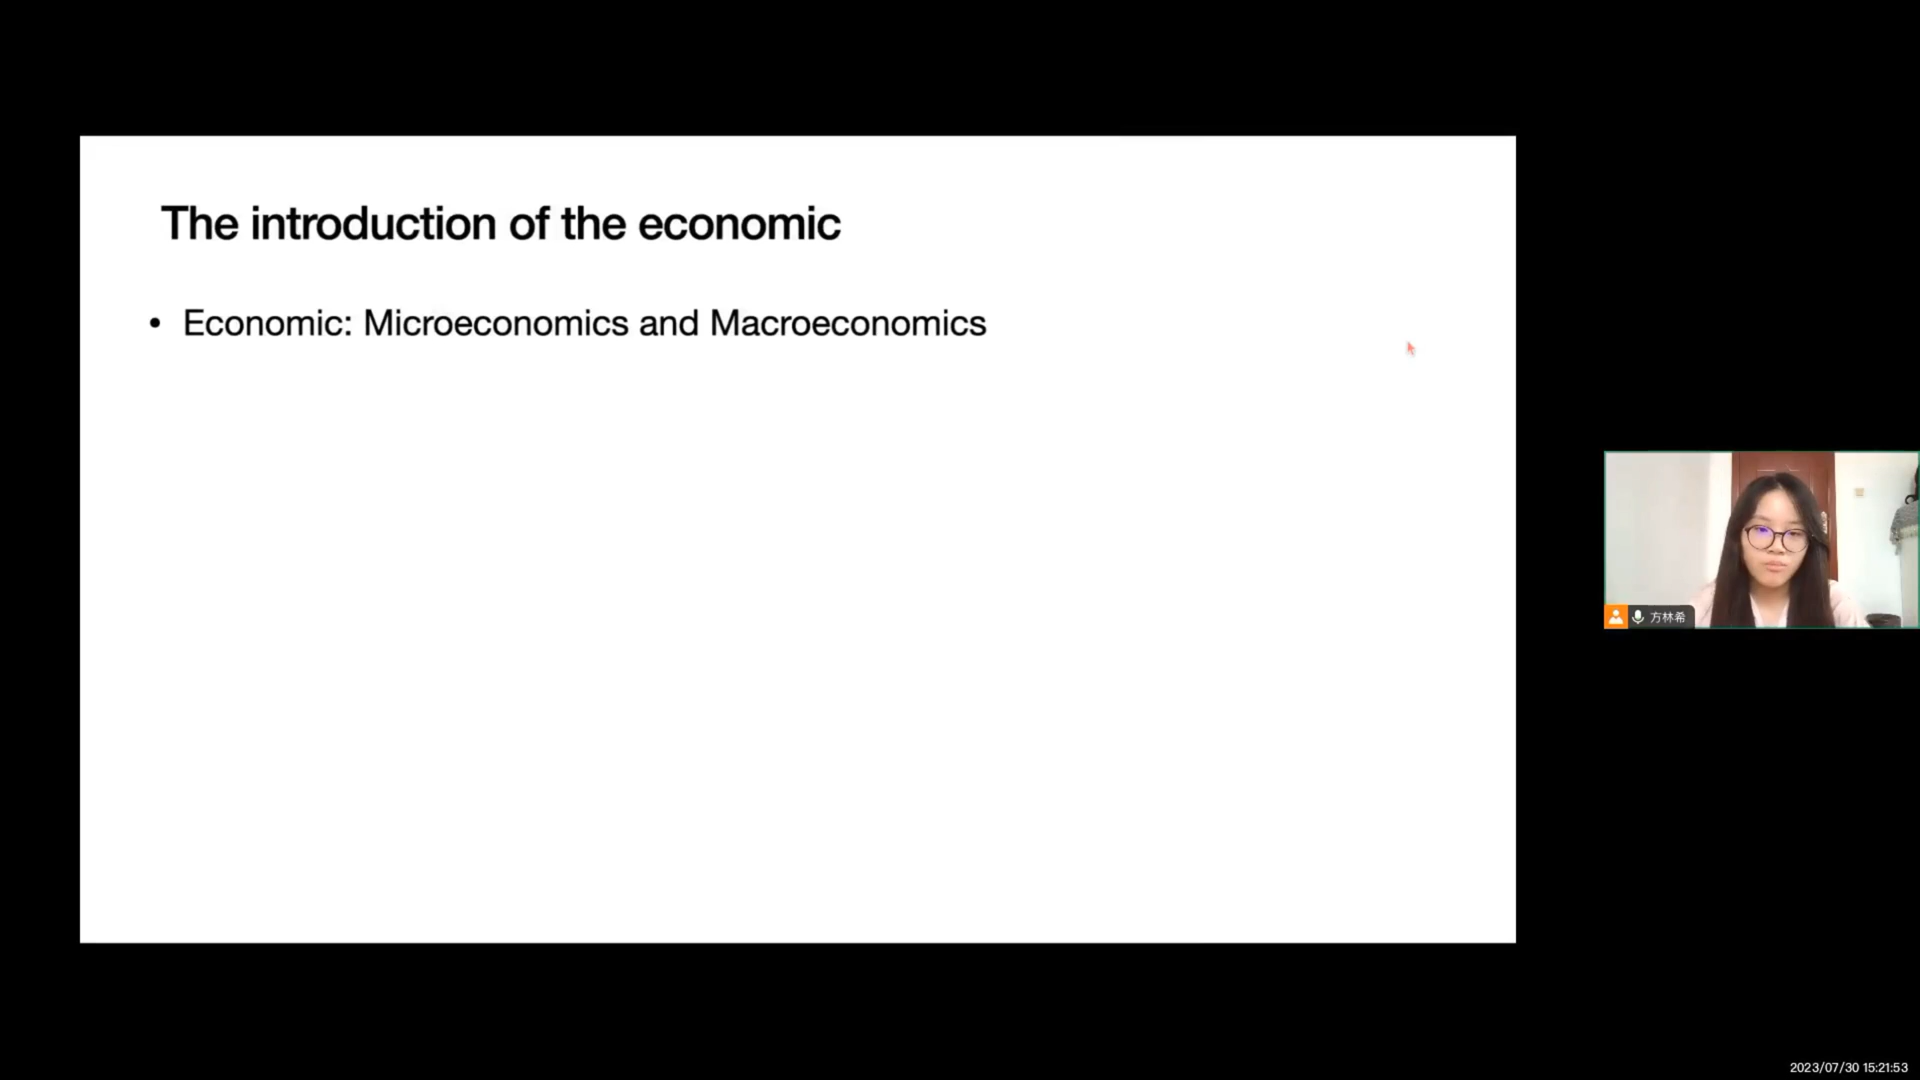 The introduction of the economic
• Economic: Microeconomics and Macroeconomics
方林希
2023/07/30 15:21:53